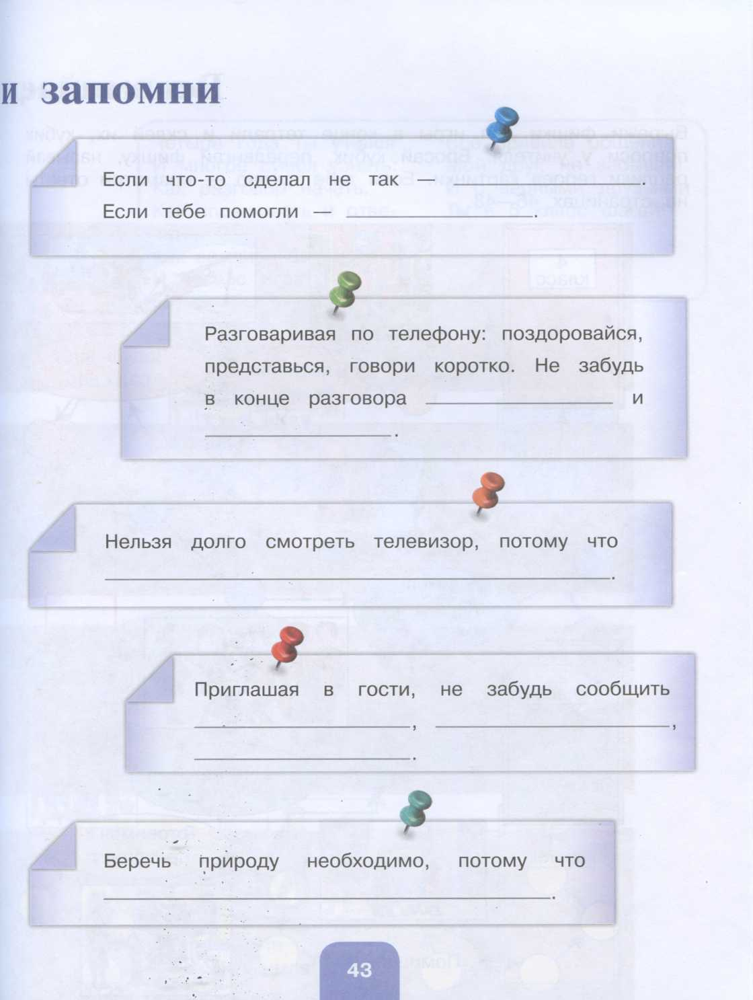 и запомни
Если что-то сделал не так — ____________.
Если тебе помогли — ____________.
Разговаривая по телефону: поздоровайся,
представься, говори коротко. Не забудь
в конце разговора ____________ и
____________.
Нельзя долго смотреть телевизор, потому что
____________.
Приглашая в гости, не забудь сообщить
____________, ____________,
____________.
Беречь природу необходимо, потому что
____________.
43